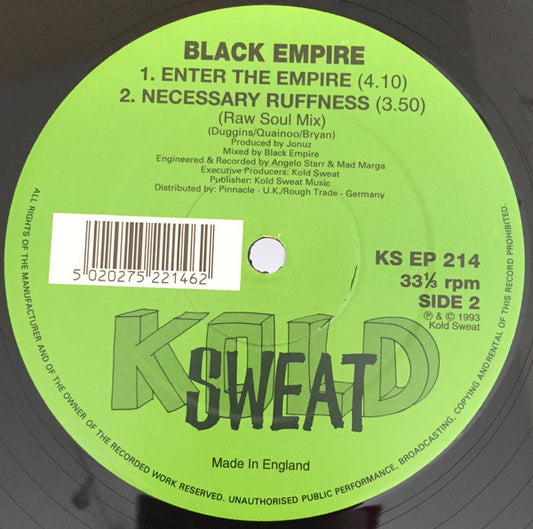 BLACK EMPIRE
1. ENTER THE EMPIRE (4.10)
2. NECESSARY RUFFNESS (3.50)
(Raw Soul Mix)
(Duggins/Quainoo/Bryan)
Produced by Jonuz
Mixed by Black Empire
Engineered & Recorded by Angelo Starr & Mad Marga
Executive Producers: Kold Sweat
Publisher: Kold Sweat Music
Distributed by: Pinnacle - U.K./Rough Trade - Germany
5 020275 221462
KS EP 214
33⅓ rpm
SIDE 2
℗ & © 1993
Kold Sweat
KOLD
SWEAT
Made In England
ALL RIGHTS OF THE MANUFACTURER AND OF THE OWNER OF THE RECORDED WORK RESERVED. UNAUTHORISED PUBLIC PERFORMANCE, BROADCASTING, COPYING AND RENTAL OF THIS RECORD PROHIBITED.